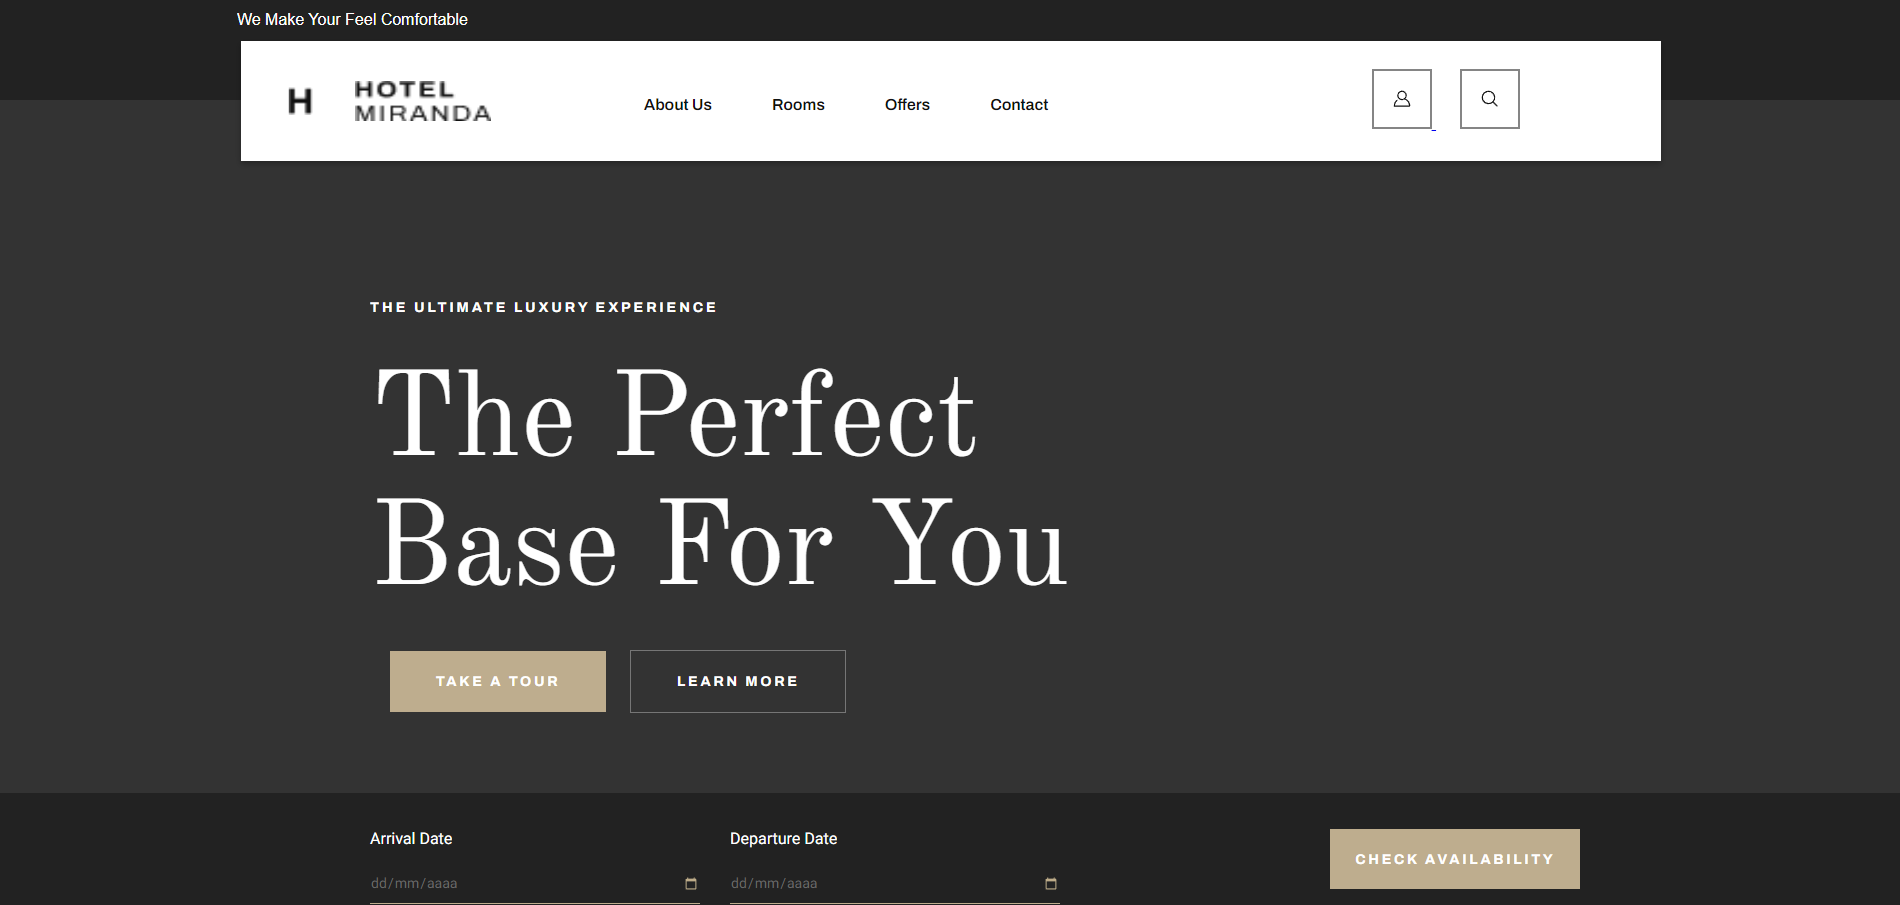 We Make Your Feel Comfortable
H HOTEL
MIRANDA
About Us Rooms Offers Contact
THE ULTIMATE LUXURY EXPERIENCE
The Perfect
Base For You
TAKE A TOUR LEARN MORE
Arrival Date Departure Date
CHECK AVAILABILITY
dd/mm/aaaa dd/mm/aaaa